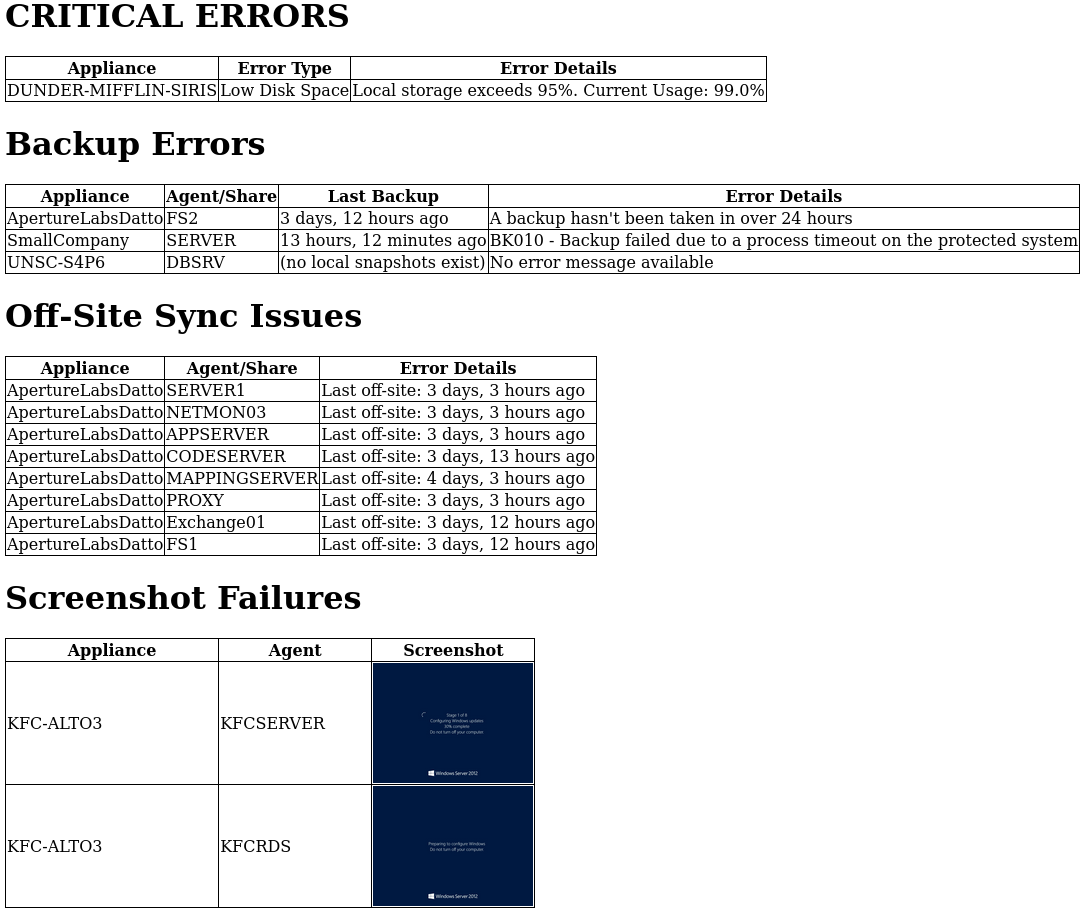 CRITICAL ERRORS
Appliance Error Type Error Details
DUNDER-MIFFLIN-SIRIS Low Disk Space Local storage exceeds 95%. Current Usage: 99.0%
Backup Errors
Appliance Agent/Share Last Backup Error Details
ApertureLabsDatto FS2 3 days, 12 hours ago A backup hasn't been taken in over 24 hours
SmallCompany SERVER 13 hours, 12 minutes ago BK010 - Backup failed due to a process timeout on the protected system
UNSC-S4P6 DBSRV (no local snapshots exist) No error message available
Off-Site Sync Issues
Appliance Agent/Share Error Details
ApertureLabsDatto SERVER1 Last off-site: 3 days, 3 hours ago
ApertureLabsDatto NETMON03 Last off-site: 3 days, 3 hours ago
ApertureLabsDatto APPSERVER Last off-site: 3 days, 3 hours ago
ApertureLabsDatto CODESERVER Last off-site: 3 days, 13 hours ago
ApertureLabsDatto MAPPINGSERVER Last off-site: 4 days, 3 hours ago
ApertureLabsDatto PROXY Last off-site: 3 days, 3 hours ago
ApertureLabsDatto Exchange01 Last off-site: 3 days, 12 hours ago
ApertureLabsDatto FS1 Last off-site: 3 days, 12 hours ago
Screenshot Failures
Appliance Agent Screenshot
KFC-ALTO3 KFCSERVER
Stage 1 of 
Configuring Windows updates
30% complete
Do not turn off your computer.
Windows Server 2012
KFC-ALTO3 KFCRDS
Preparing to configure Windows
Do not turn off your computer.
Windows Server 2012